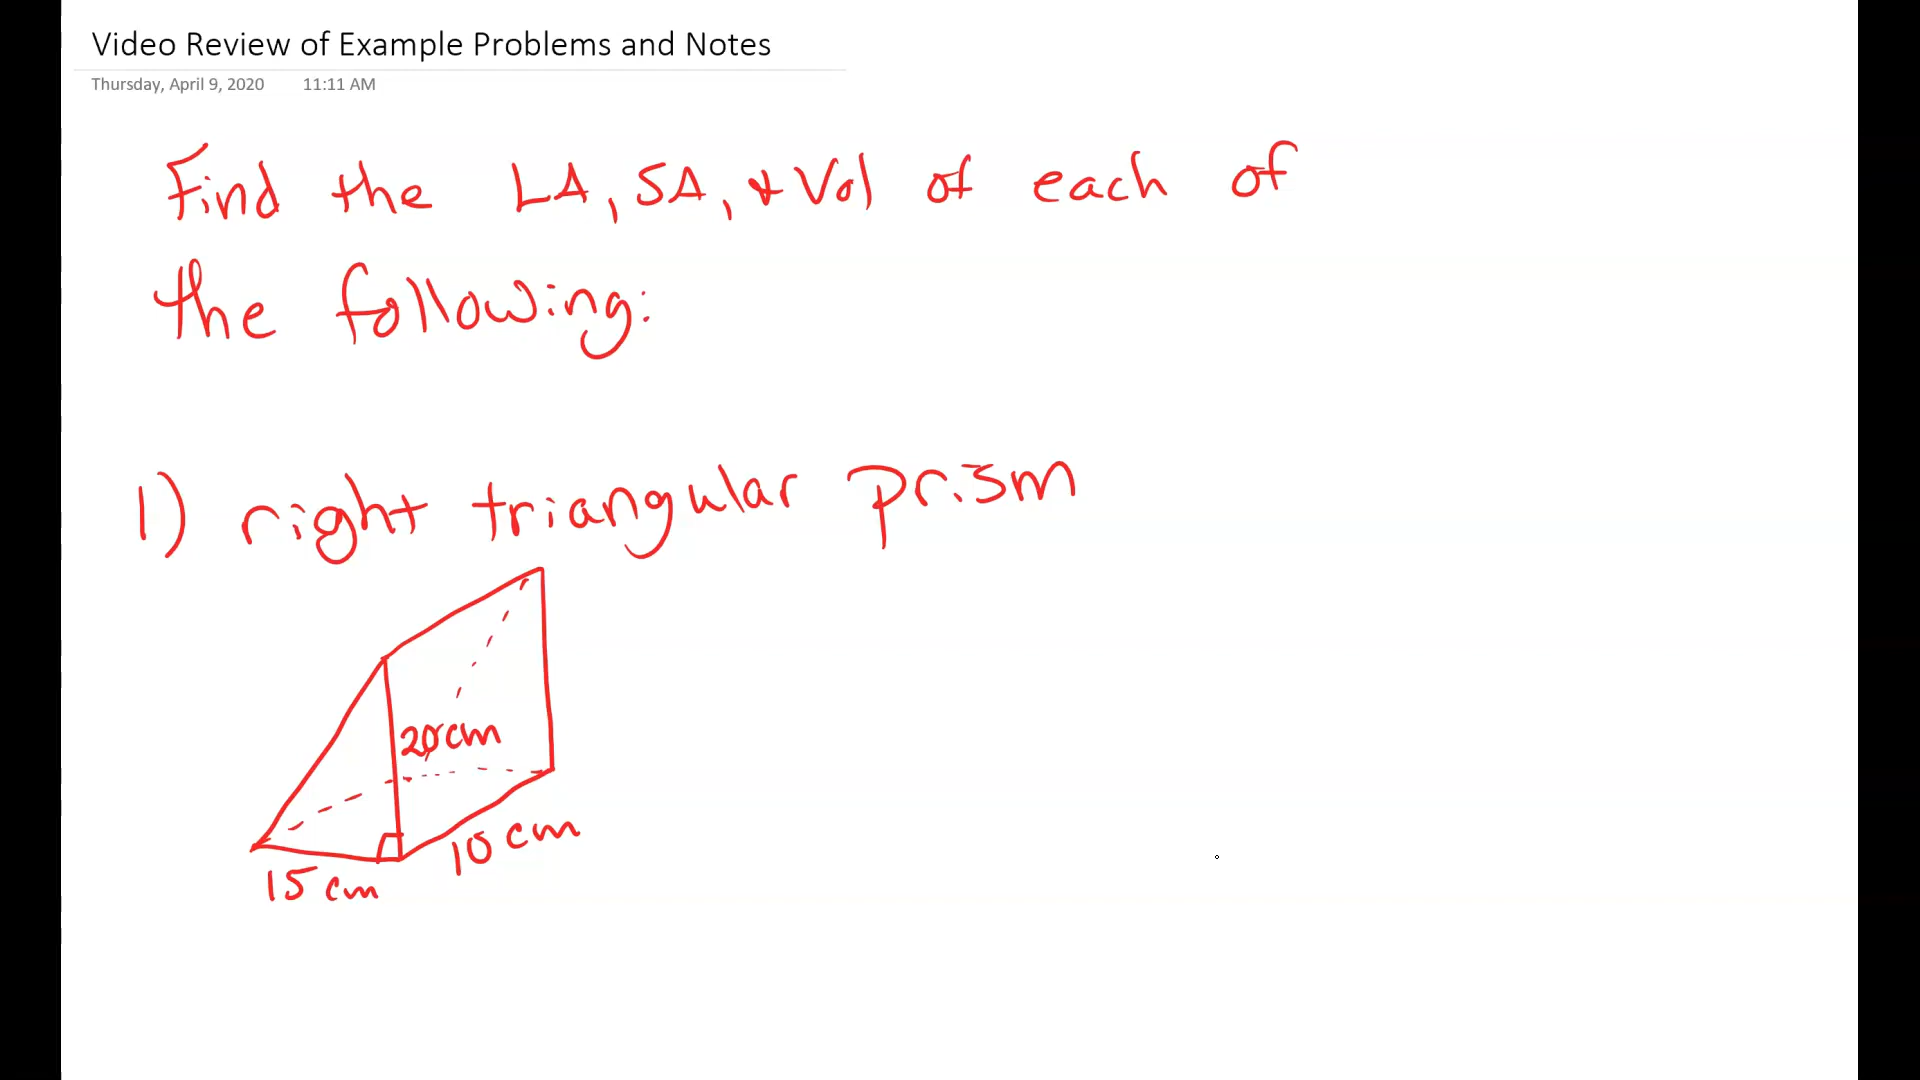 Video Review of Example Problems and Notes
Thursday, April 9, 2020 11:11 AM
Find the LA, SA, & Vol of each of
the following:
1) right triangular prism
20cm
10 cm
15 cm